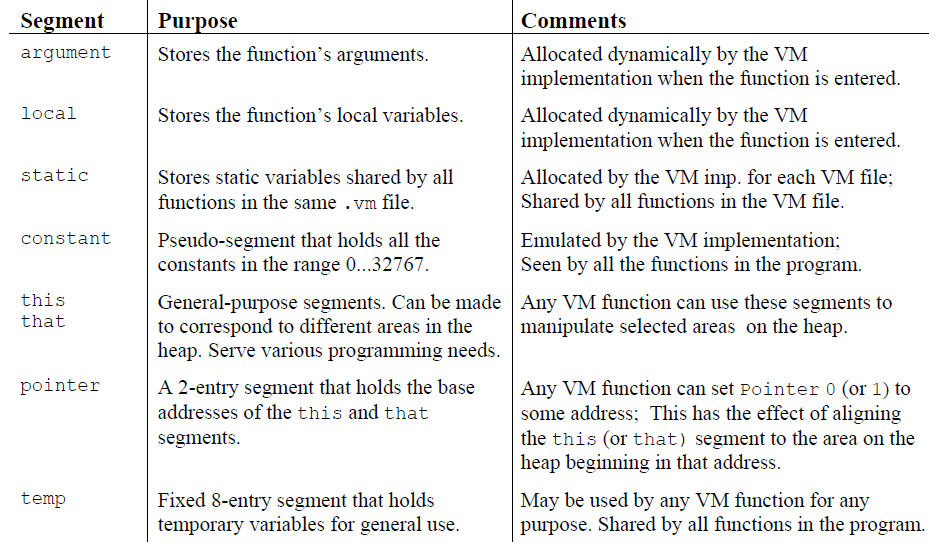 Segment Purpose Comments
argument Stores the function's arguments. Allocated dynamically by the VM
implementation when the function is entered.
local Stores the function's local variables. Allocated dynamically by the VM
implementation when the function is entered.
static Stores static variables shared by all Allocated by the VM imp. for each VM file;
functions in the same .vm file. Shared by all functions in the VM file.
constant Pseudo-segment that holds all the Emulated by the VM implementation;
constants in the range 0...32767. Seen by all the functions in the program.
this General-purpose segments. Can be made Any VM function can use these segments to
that to correspond to different areas in the manipulate selected areas on the heap.
heap. Serve various programming needs.
pointer A 2-entry segment that holds the base Any VM function can set Pointer 0 (or 1) to
addresses of the this and that some address; This has the effect of aligning
segments. the this (or that) segment to the area on the
heap beginning in that address.
temp Fixed 8-entry segment that holds May be used by any VM function for any
temporary variables for general use. purpose. Shared by all functions in the program.